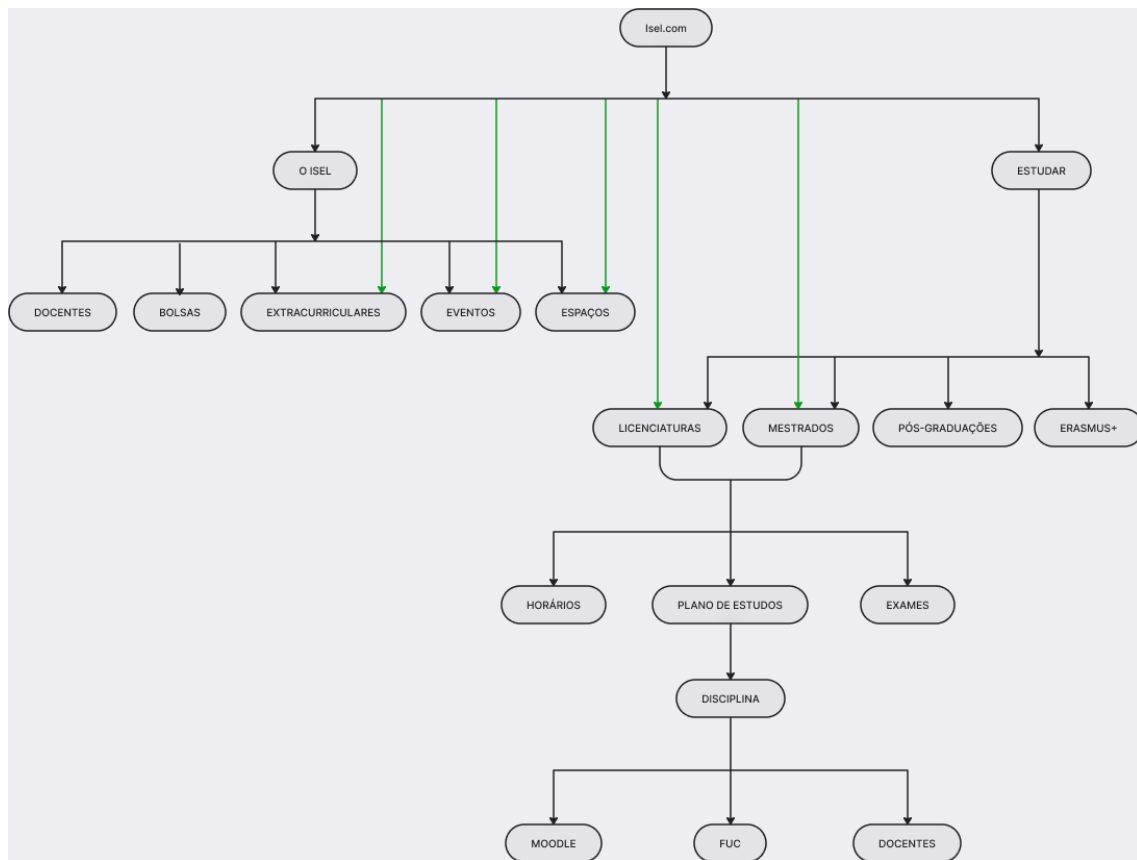 Isel.com
O ISEL
ESTUDAR
DOCENTES
BOLSAS
EXTRACURRICULARES
EVENTOS
ESPAÇOS
LICENCIATURAS
MESTRADOS
PÓS-GRADUAÇÕES
ERASMUS+
HORÁRIOS
PLANO DE ESTUDOS
EXAMES
DISCIPLINA
MOODLE
FUC
DOCENTES